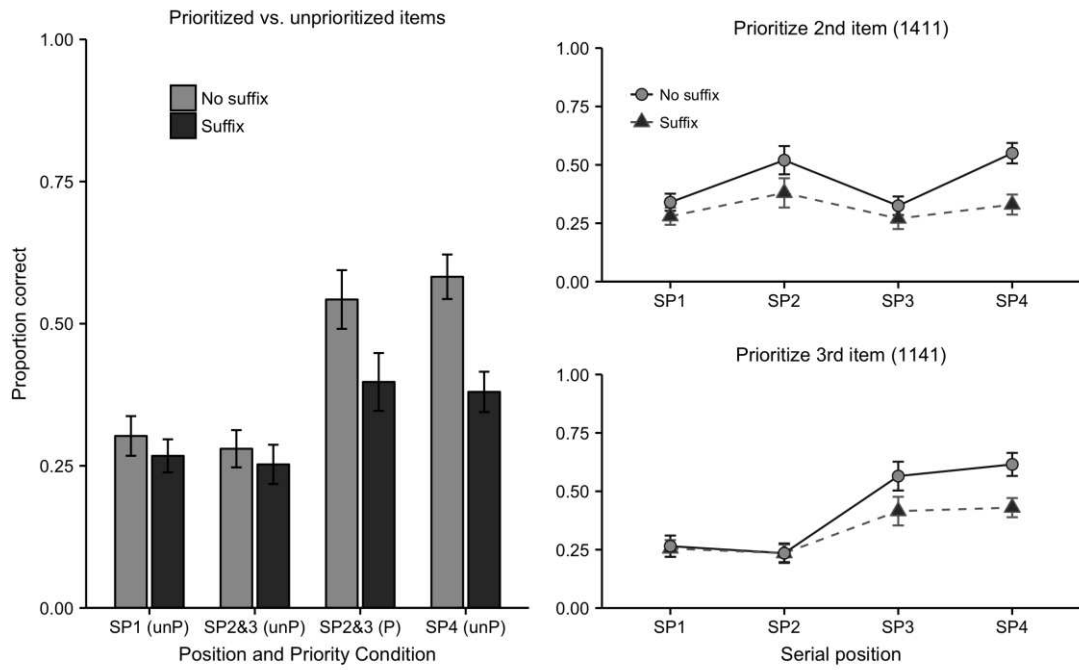 Prioritized vs. unprioritized items
1.00
0.75
0.50
0.25
0.00
Proportion correct
No suffix
Suffix
SP1 (unP) SP2&3 (unP) SP2&3 (P) SP4 (unP)
Position and Priority Condition
Prioritize 2nd item (1411)
1.00
0.75
0.50
0.25
0.00
No suffix
Suffix
SP1 SP2 SP3 SP4
Prioritize 3rd item (1141)
1.00
0.75
0.50
0.25
0.00
SP1 SP2 SP3 SP4
Serial position